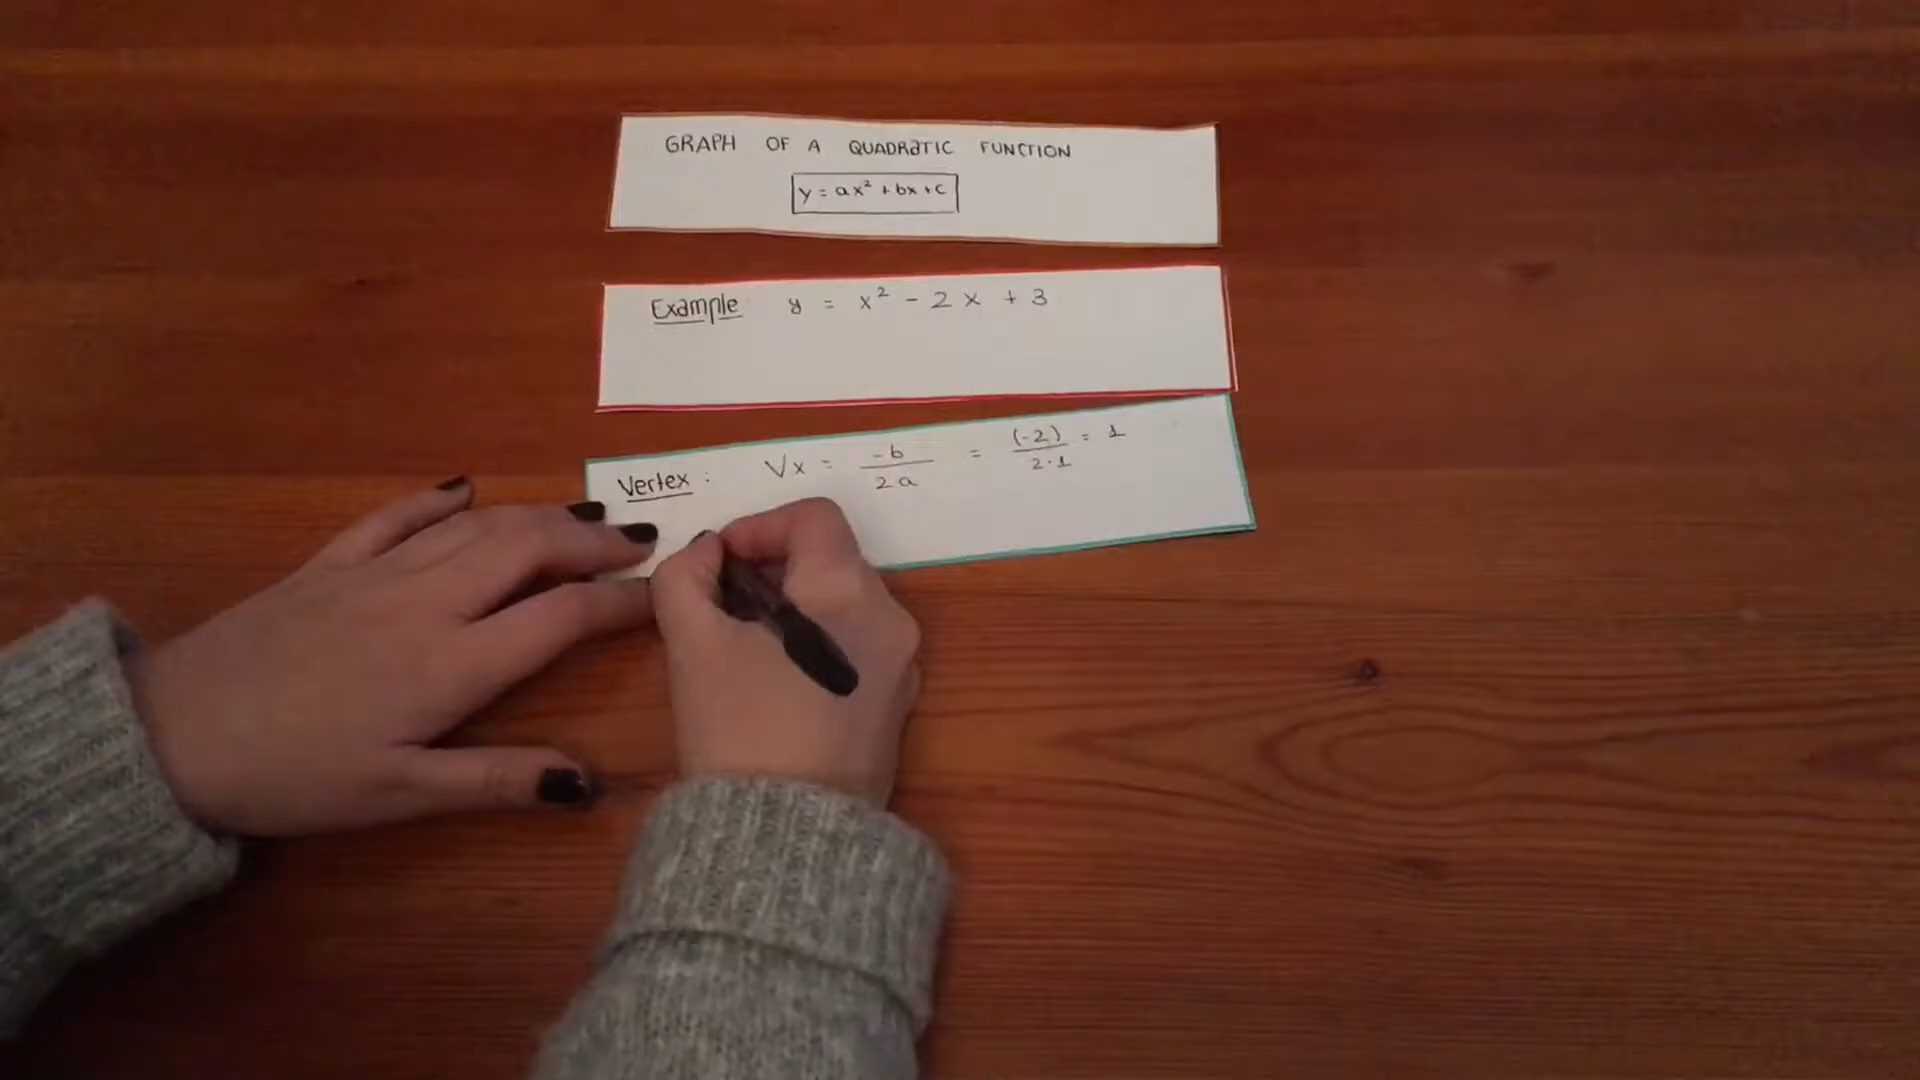 GRAPH OF A QUADRATIC FUNCTION
y = ax² + bx + c
Example y = x² - 2x + 3
Vertex : Vx = -b / 2a = (-2) / 2·1 = 1